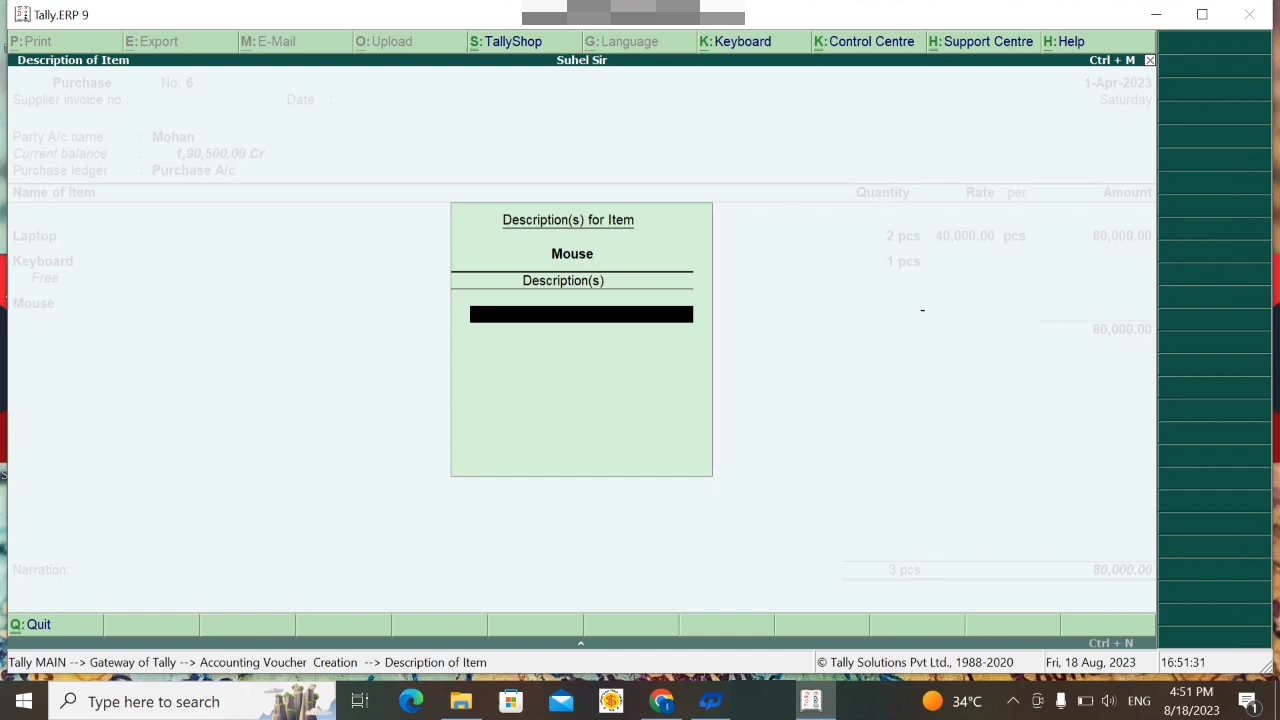 Tally.ERP 9
P:Print E:Export M:E-Mail O:Upload S:TallyShop G:Language K:Keyboard K:Control Centre H:Support Centre H:Help
Description of Item Suhel Sir Ctrl + M
Purchase No. 6 1-Apr-2023
Supplier invoice no.: Date : Saturday
Party A/c name : Mohan
Current balance : 1,90,500.00 Cr
Purchase ledger : Purchase A/c
Name of Item Quantity Rate per Amount
Description(s) for Item
Laptop 2 pcs 40,000.00 pcs 80,000.00
Mouse
Keyboard 1 pcs
Free
Description(s)
Mouse -
80,000.00
Narration: 3 pcs 80,000.00
Q: Quit
Ctrl + N
Tally MAIN --> Gateway of Tally --> Accounting Voucher Creation --> Description of Item © Tally Solutions Pvt Ltd., 1988-2020 Fri, 18 Aug, 2023 16:51:31
Type here to search 34°C ENG 4:51 PM
8/18/2023 1